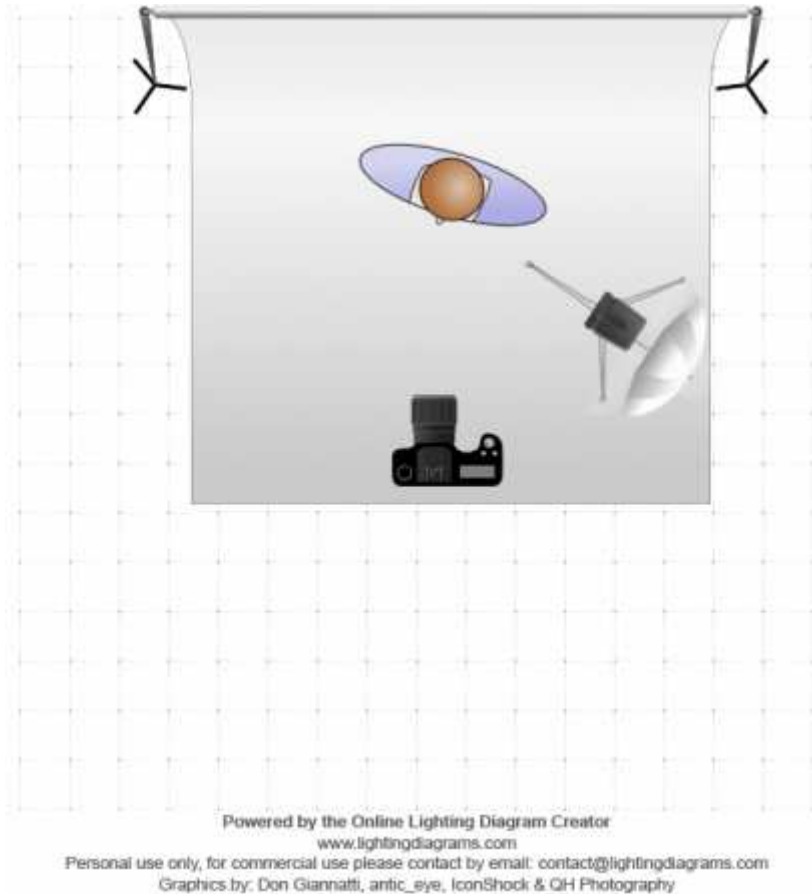 Powered by the Online Lighting Diagram Creator
www.lightingdiagrams.com
Personal use only, for commercial use please contact by email: contact@lightingdiagrams.com
Graphics by: Don Giannatti, antic_eye, IconShock & QH Photography